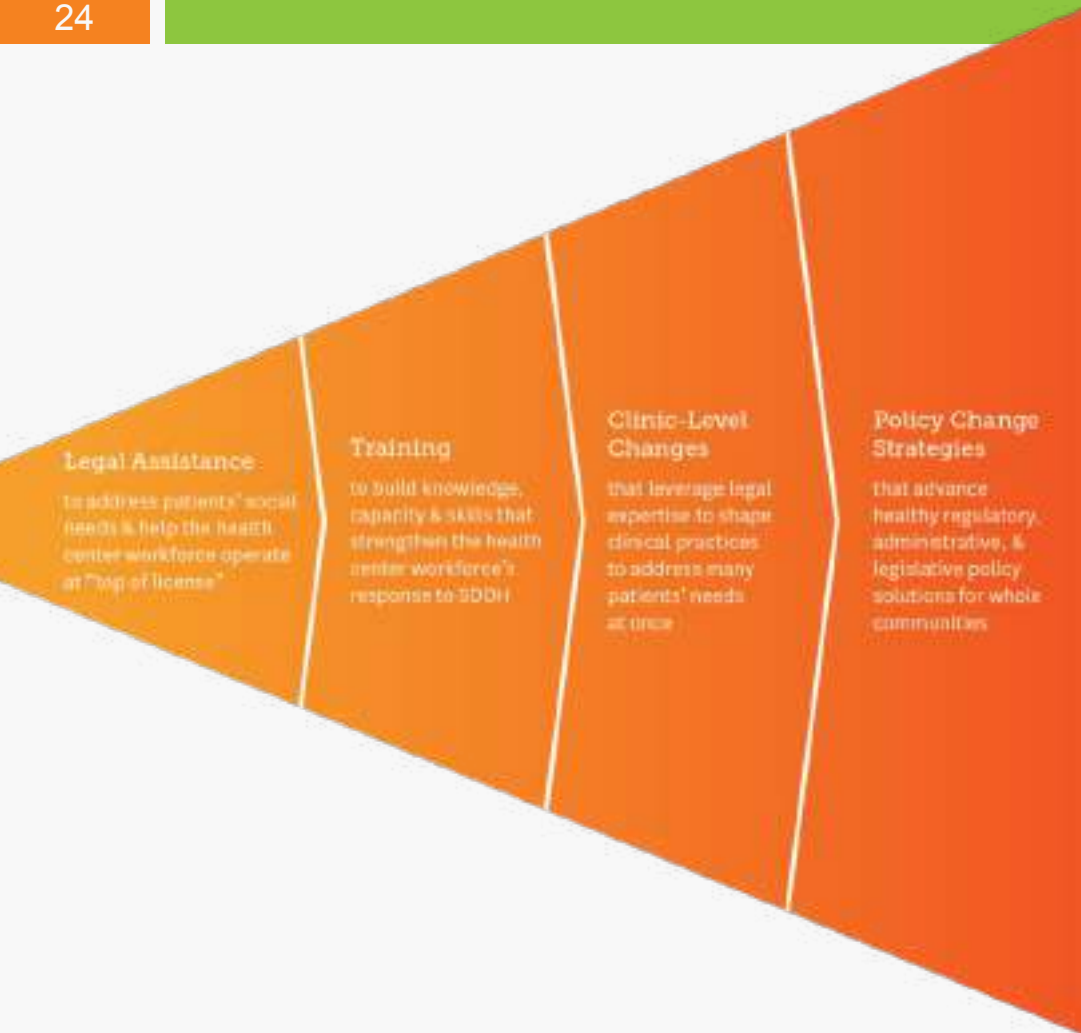 24
Legal Assistance
to address patients' social
needs & help the health
center workforce operate
at "top of license"
Training
to build knowledge,
capacity & skills that
strengthen the health
center workforce's
response to SDOH
Clinic-Level
Changes
that leverage legal
expertise to shape
clinical practices
to address many
patients' needs
at once
Policy Change
Strategies
that advance
healthy regulatory,
administrative, &
legislative policy
solutions for whole
communities